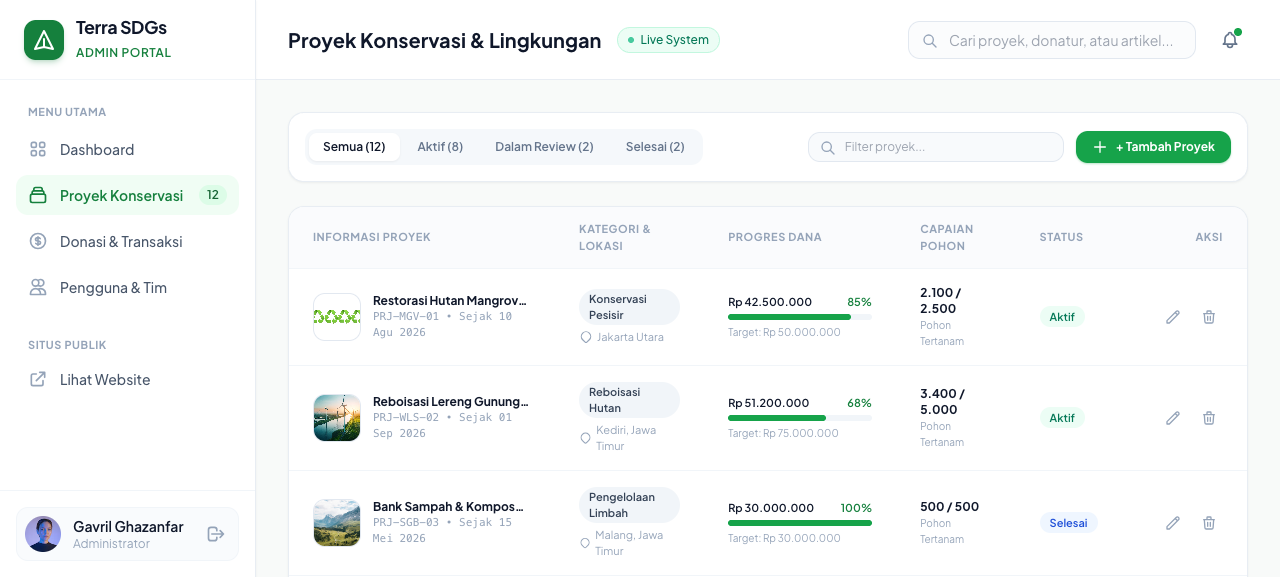 Terra SDGs
ADMIN PORTAL
MENU UTAMA
Dashboard
Proyek Konservasi 12
Donasi & Transaksi
Pengguna & Tim
SITUS PUBLIK
Lihat Website
Gavril Ghazanfar
Administrator
Proyek Konservasi & Lingkungan
Live System
Cari proyek, donatur, atau artikel...
Semua (12) Aktif (8) Dalam Review (2) Selesai (2)
Filter proyek...
+ Tambah Proyek
INFORMASI PROYEK
KATEGORI &
LOKASI
PROGRES DANA
CAPAIAN
POHON
STATUS
AKSI
Restorasi Hutan Mangrov...
PRJ-MGV-01 • Sejak 10
Agu 2026
Konservasi
Pesisir
Jakarta Utara
Rp 42.500.000 85%
Target: Rp 50.000.000
2.100 /
2.500
Pohon
Tertanam
Aktif
Reboisasi Lereng Gunung...
PRJ-WLS-02 • Sejak 01
Sep 2026
Reboisasi
Hutan
Kediri, Jawa
Timur
Rp 51.200.000 68%
Target: Rp 75.000.000
3.400 /
5.000
Pohon
Tertanam
Aktif
Bank Sampah & Kompos...
PRJ-SGB-03 • Sejak 15
Mei 2026
Pengelolaan
Limbah
Malang, Jawa
Timur
Rp 30.000.000 100%
Target: Rp 30.000.000
500 / 500
Pohon
Tertanam
Selesai